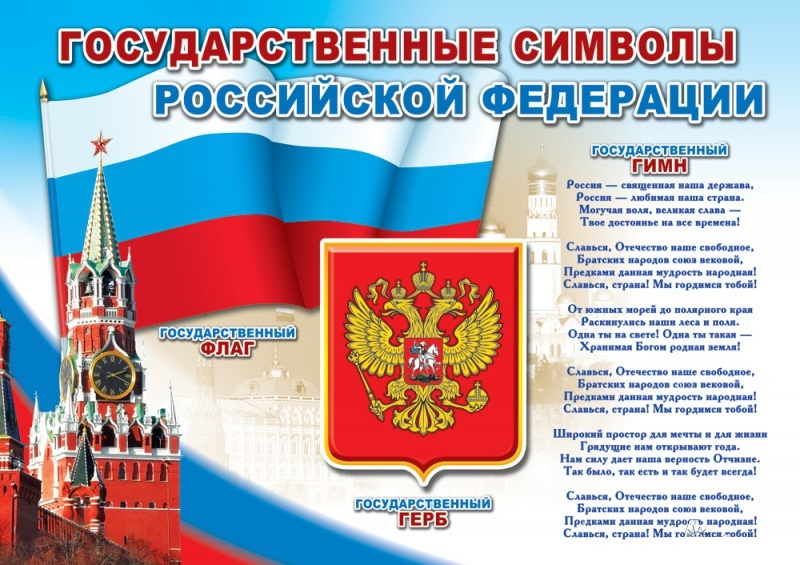 ГОСУДАРСТВЕННЫЕ СИМВОЛЫ
РОССИЙСКОЙ ФЕДЕРАЦИИ
ГОСУДАРСТВЕННЫЙ
ФЛАГ
ГОСУДАРСТВЕННЫЙ
ГЕРБ
ГОСУДАРСТВЕННЫЙ
ГИМН
Россия — священная наша держава,
Россия — любимая наша страна.
Могучая воля, великая слава —
Твое достоянье на все времена!
Славься, Отечество наше свободное,
Братских народов союз вековой,
Предками данная мудрость народная!
Славься, страна! Мы гордимся тобой!
От южных морей до полярного края
Раскинулись наши леса и поля.
Одна ты на свете! Одна ты такая —
Хранимая Богом родная земля!
Славься, Отечество наше свободное,
Братских народов союз вековой,
Предками данная мудрость народная!
Славься, страна! Мы гордимся тобой!
Широкий простор для мечты и для жизни
Грядущие нам открывают года.
Нам силу дает наша верность Отчизне.
Так было, так есть и так будет всегда!
Славься, Отечество наше свободное,
Братских народов союз вековой,
Предками данная мудрость народная!
Славься, страна! Мы гордимся тобой!